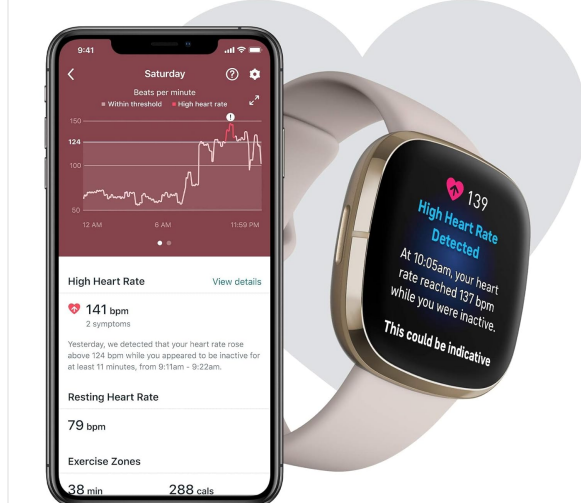 9:41
Saturday
Beats per minute
Within threshold High heart rate
150
124
100
50
12 AM 6 AM 11:59 PM
High Heart Rate View details
141 bpm
2 symptoms
Yesterday, we detected that your heart rate rose
above 124 bpm while you appeared to be inactive for
at least 11 minutes, from 9:11am - 9:22am.
Resting Heart Rate
79 bpm
Exercise Zones
38 min 288 cals
139
High Heart Rate
Detected
At 10:05am, your heart
rate reached 137 bpm
while you were inactive.
This could be indicative